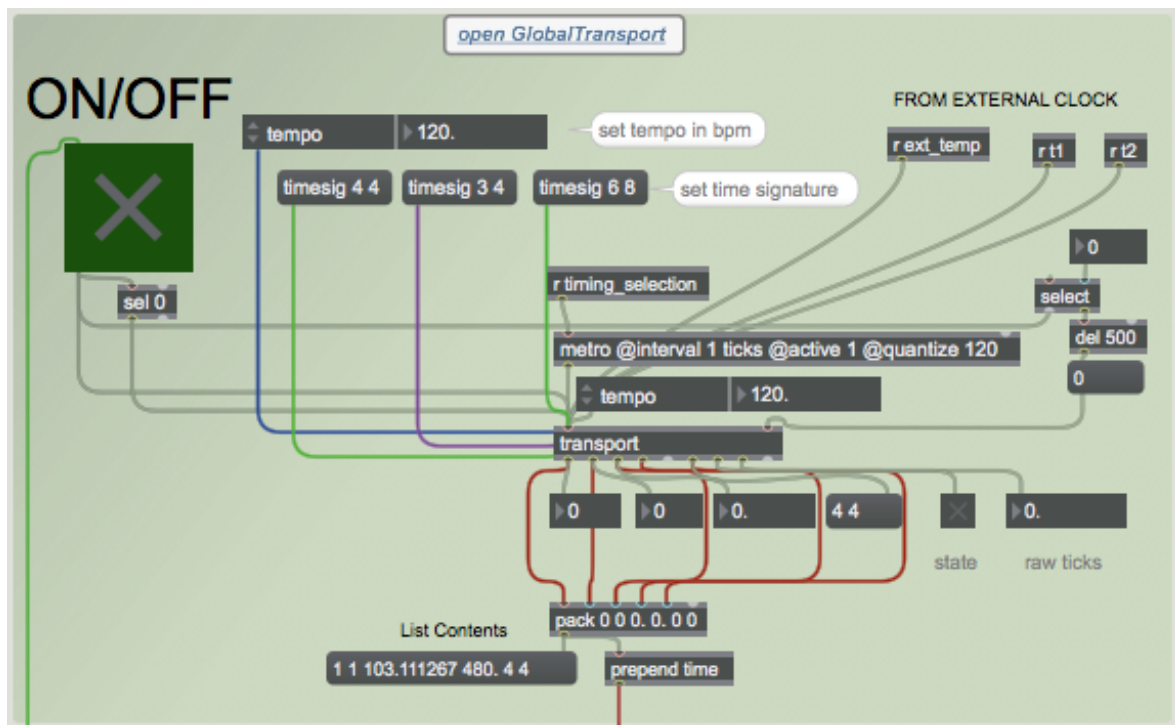 open GlobalTransport
ON/OFF
tempo
120.
set tempo in bpm
FROM EXTERNAL CLOCK
r ext_temp
r t1
r t2
timesig 4 4
timesig 3 4
timesig 6 8
set time signature
0
r timing_selection
sel 0
select
metro @interval 1 ticks @active 1 @quantize 120
del 500
tempo
120.
0
transport
0
0
0.
4 4
0.
state
raw ticks
pack 0 0 0. 0. 0 0
List Contents
1 1 103.111267 480. 4 4
prepend time